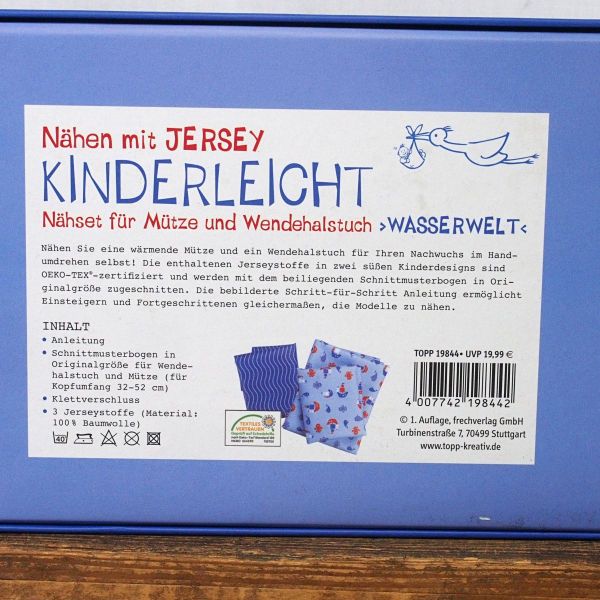 Nähen mit JERSEY
KINDERLEICHT
Nähset für Mütze und Wendehalstuch ›WASSERWELT‹
Nähen Sie eine wärmende Mütze und ein Wendehalstuch für Ihren Nachwuchs im Hand-
umdrehen selbst! Die enthaltenen Jerseystoffe in zwei süßen Kinderdesigns sind
OEKO-TEX®-zertifiziert und werden mit dem beiliegenden Schnittmusterbogen in Ori-
ginalgröße zugeschnitten. Die bebilderte Schritt-für-Schritt Anleitung ermöglicht
Einsteigern und Fortgeschrittenen gleichermaßen, die Modelle zu nähen.
INHALT
• Anleitung
• Schnittmusterbogen in
Originalgröße für Wende-
halstuch und Mütze (für
Kopfumfang 32-52 cm)
• Klettverschluss
• 3 Jerseystoffe (Material:
100% Baumwolle)
40
TEXTILES
VERTRAUEN
TOPP 19844 • UVP 19,99 €
4 007742 198442
© 1. Auflage, frechverlag GmbH
Turbinenstraße 7, 70499 Stuttgart
www.topp-kreativ.de